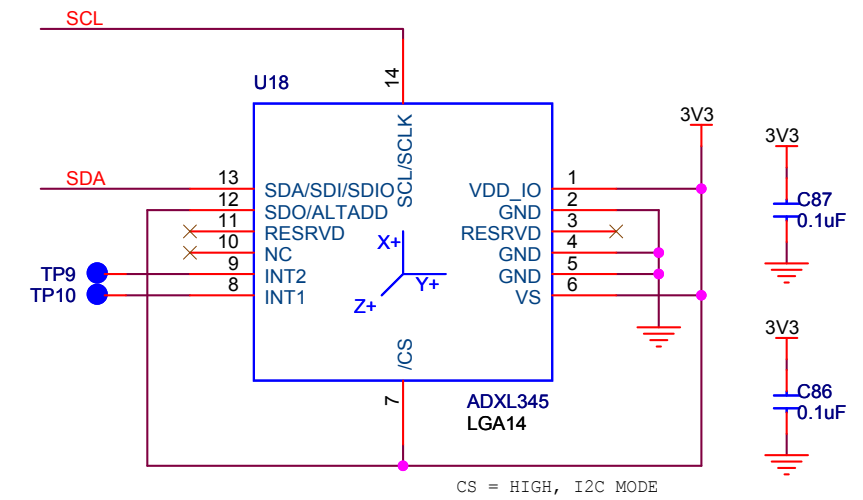 SCL
U18
14
SCL/SCLK
3V3
3V3
SDA
13
SDA/SDI/SDIO
VDD_IO
1
12
SDO/ALTADD
GND
2
C87
0.1uF
11
RESRVD
RESRVD
3
10
NC
X+
GND
4
TP9
9
INT2
Y+
GND
5
TP10
8
INT1
Z+
VS
6
3V3
/CS
7
ADXL345
LGA14
C86
0.1uF
CS = HIGH, I2C MODE